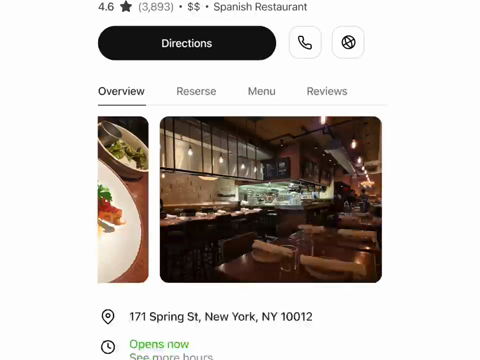 4.6 ★ (3,893) • $$ • Spanish Restaurant
Directions
Overview Reserse Menu Reviews
171 Spring St, New York, NY 10012
Opens now
See more hours